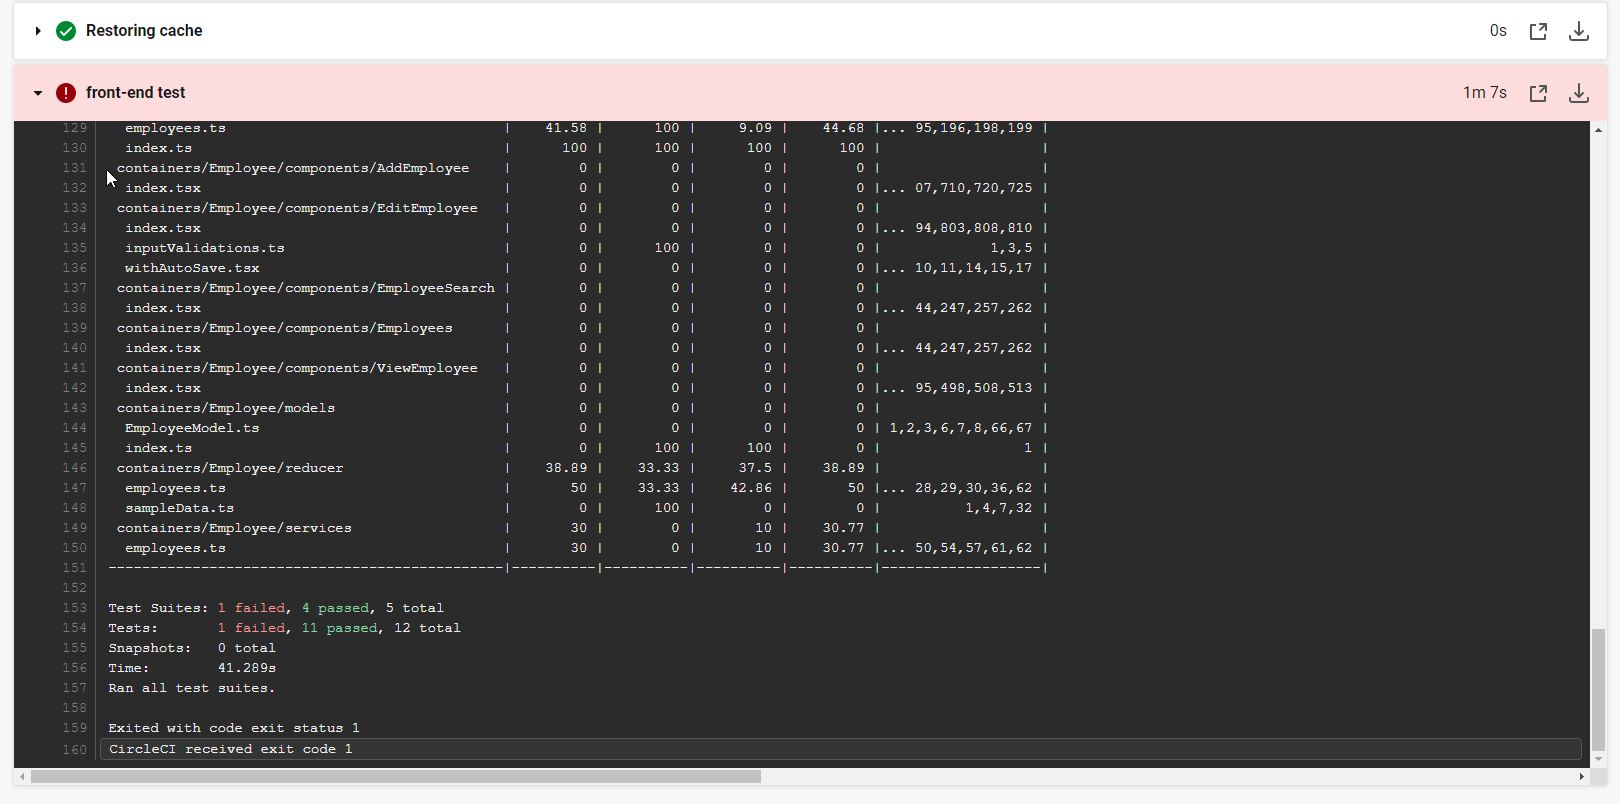 Restoring cache 0s
front-end test 1m 7s
129 employees.ts | 41.58 | 100 | 9.09 | 44.68 |... 95,196,198,199 |
130 index.ts | 100 | 100 | 100 | 100 | |
131 containers/Employee/components/AddEmployee | 0 | 0 | 0 | 0 | |
132 index.tsx | 0 | 0 | 0 | 0 |... 07,710,720,725 |
133 containers/Employee/components/EditEmployee | 0 | 0 | 0 | 0 | |
134 index.tsx | 0 | 0 | 0 | 0 |... 94,803,808,810 |
135 inputValidations.ts | 0 | 100 | 0 | 0 | 1,3,5 |
136 withAutoSave.tsx | 0 | 0 | 0 | 0 |... 10,11,14,15,17 |
137 containers/Employee/components/EmployeeSearch | 0 | 0 | 0 | 0 | |
138 index.tsx | 0 | 0 | 0 | 0 |... 44,247,257,262 |
139 containers/Employee/components/Employees | 0 | 0 | 0 | 0 | |
140 index.tsx | 0 | 0 | 0 | 0 |... 44,247,257,262 |
141 containers/Employee/components/ViewEmployee | 0 | 0 | 0 | 0 | |
142 index.tsx | 0 | 0 | 0 | 0 |... 95,498,508,513 |
143 containers/Employee/models | 0 | 0 | 0 | 0 | |
144 EmployeeModel.ts | 0 | 0 | 0 | 0 | 1,2,3,6,7,8,66,67 |
145 index.ts | 0 | 100 | 100 | 0 | 1 |
146 containers/Employee/reducer | 38.89 | 33.33 | 37.5 | 38.89 | |
147 employees.ts | 50 | 33.33 | 42.86 | 50 |... 28,29,30,36,62 |
148 sampleData.ts | 0 | 100 | 0 | 0 | 1,4,7,32 |
149 containers/Employee/services | 30 | 0 | 10 | 30.77 | |
150 employees.ts | 30 | 0 | 10 | 30.77 |... 50,54,57,61,62 |
151 -----------------------------------------------|----------|----------|----------|----------|-------------------|
152
153 Test Suites: 1 failed, 4 passed, 5 total
154 Tests: 1 failed, 11 passed, 12 total
155 Snapshots: 0 total
156 Time: 41.289s
157 Ran all test suites.
158
159 Exited with code exit status 1
160 CircleCI received exit code 1